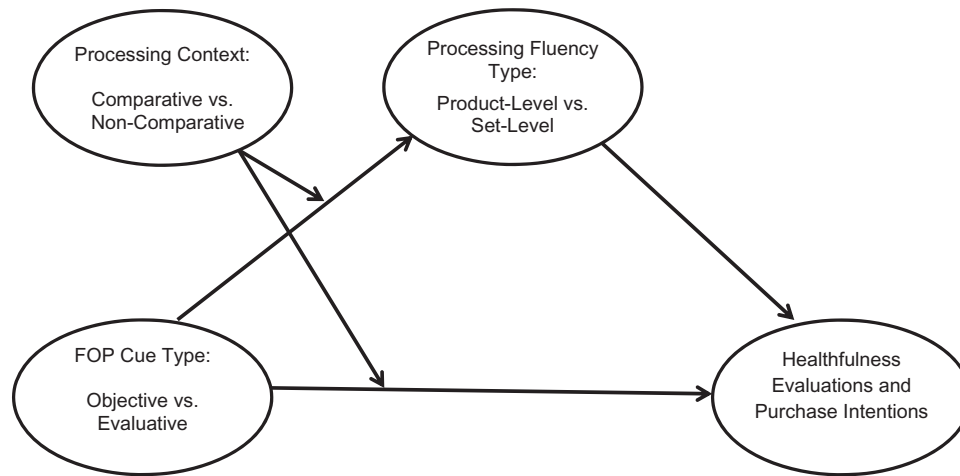 Processing Context:
Comparative vs.
Non-Comparative
Processing Fluency
Type:
Product-Level vs.
Set-Level
FOP Cue Type:
Objective vs.
Evaluative
Healthfulness
Evaluations and
Purchase Intentions